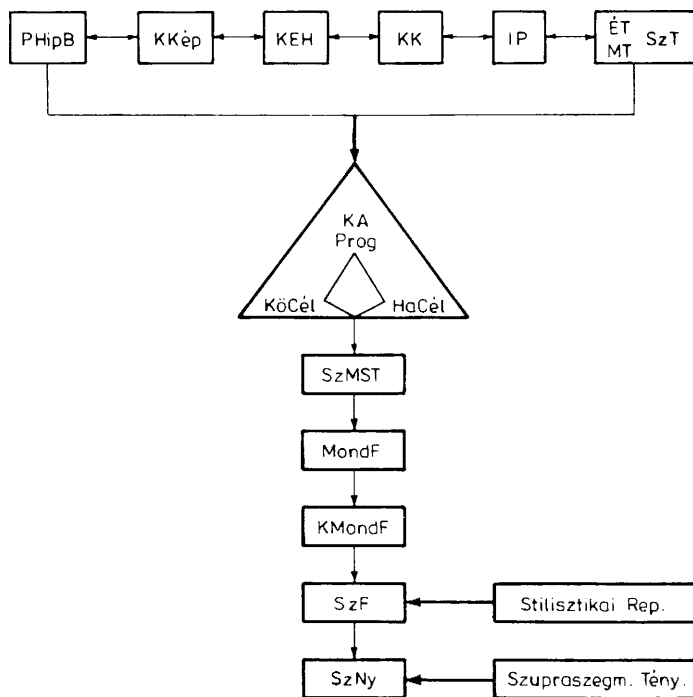 PHipB
KKép
KEH
KK
IP
ÉT
MT SzT
KA
Prog
KöCél
HaCél
SzMST
MondF
KMondF
SzF
Stilisztikai Rep.
SzNy
Szupraszegm. Tény.